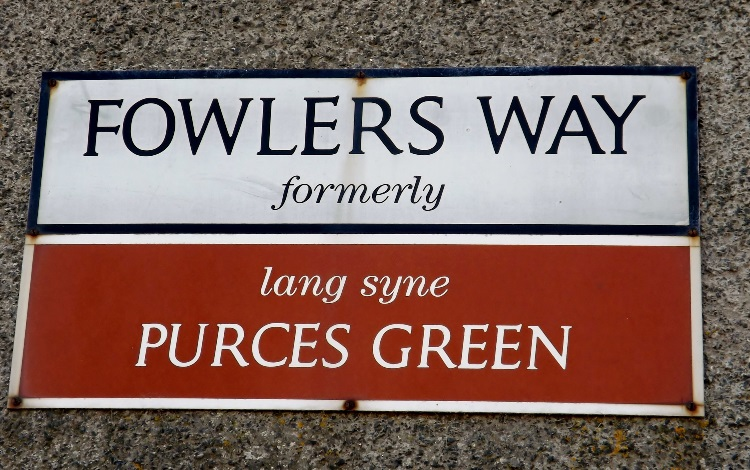 FOWLERS WAY
formerly
lang syne
PURCES GREEN